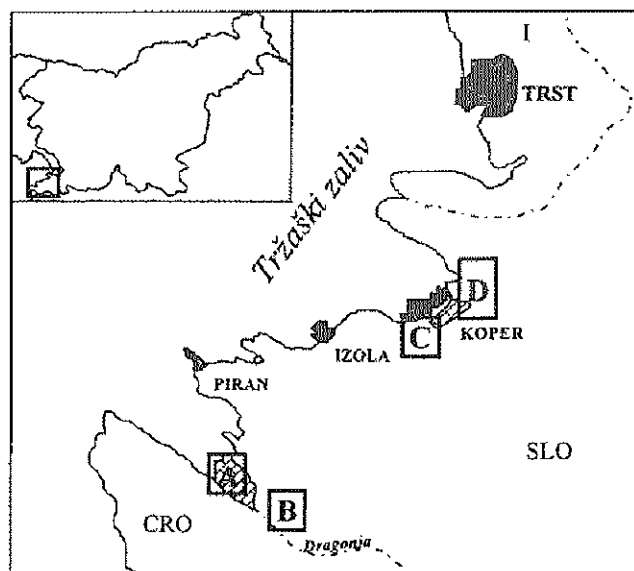 I
TRST
Tržaški zaliv
D
C
KOPER
IZOLA
PIRAN
SLO
A
B
CRO
Dragonja